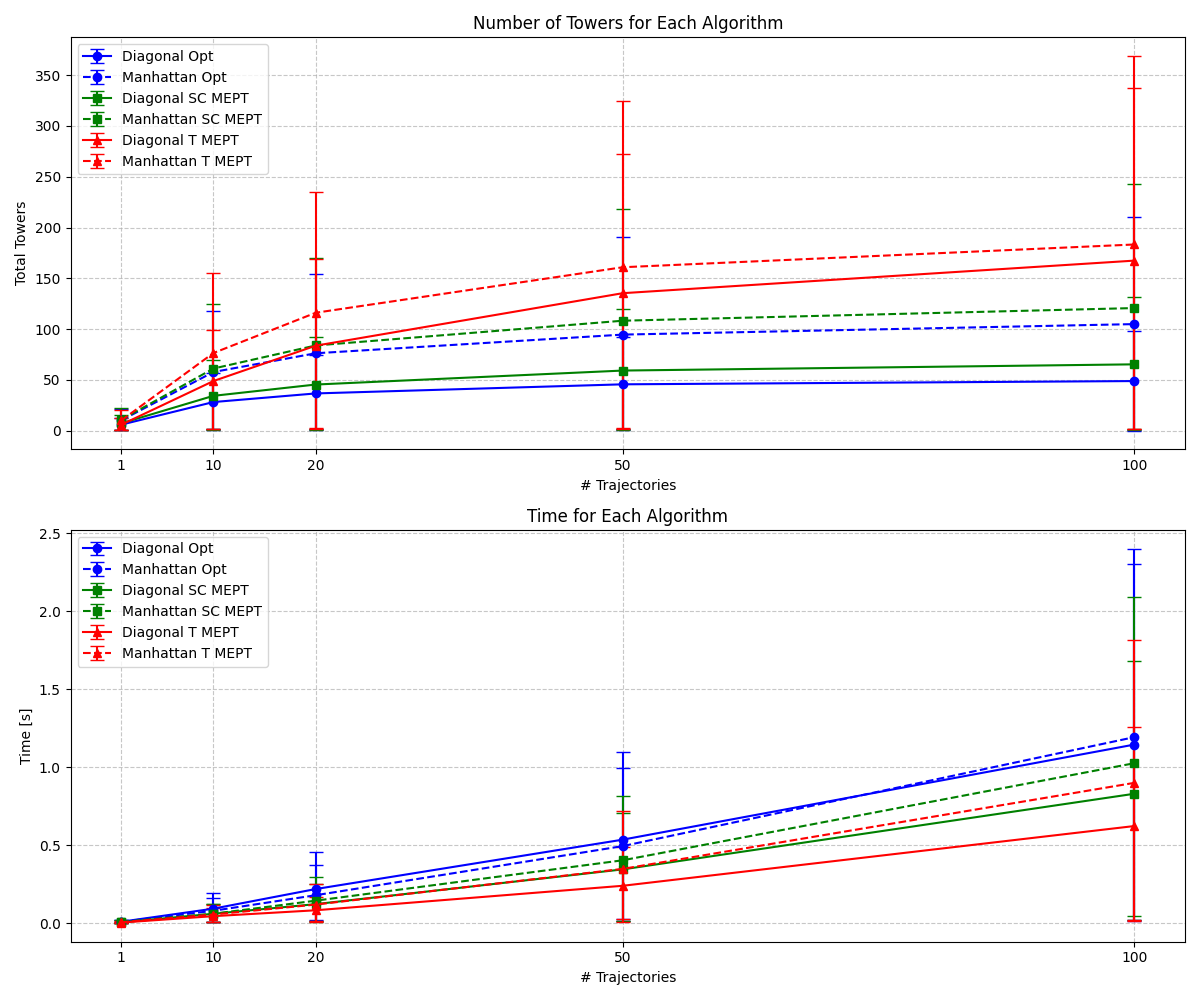 Number of Towers for Each Algorithm
350
300
250
200
150
100
50
0
Total Towers
Diagonal Opt
Manhattan Opt
Diagonal SC MEPT
Manhattan SC MEPT
Diagonal T MEPT
Manhattan T MEPT
1 10 20 50 100
# Trajectories
Time for Each Algorithm
2.5
2.0
1.5
1.0
0.5
0.0
Time [s]
Diagonal Opt
Manhattan Opt
Diagonal SC MEPT
Manhattan SC MEPT
Diagonal T MEPT
Manhattan T MEPT
1 10 20 50 100
# Trajectories